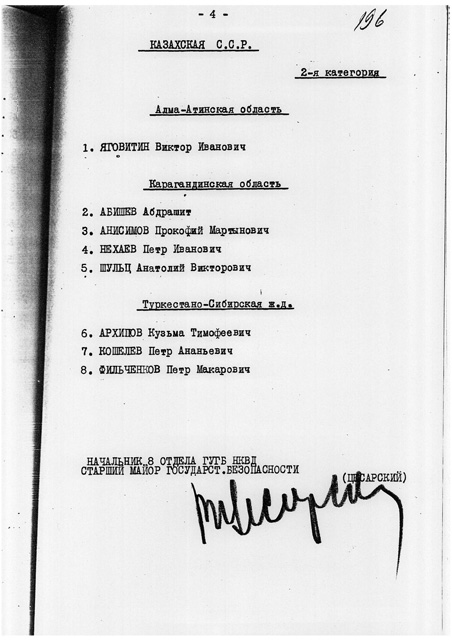 - 4 -
196
КАЗАХСКАЯ С.С.Р.
2-я категория
Алма-Атинская область
1. ЯГОВИТИН Виктор Иванович
Карагандинская область
2. АБИШЕВ Абдрашит
3. АНИСИМОВ Прокофий Мартынович
4. НЕХАЕВ Петр Иванович
5. ШУЛЬЦ Анатолий Викторович
Туркестано-Сибирская ж.д.
6. АРХИПОВ Кузьма Тимофеевич
7. КОШЕЛЕВ Петр Ананьевич
8. ФИЛЬЧЕНКОВ Петр Макарович
НАЧАЛЬНИК 8 ОТДЕЛА ГУГБ НКВД
СТАРШИЙ МАЙОР ГОСУДАРСТ.БЕЗОПАСНОСТИ
(ЦЕСАРСКИЙ)